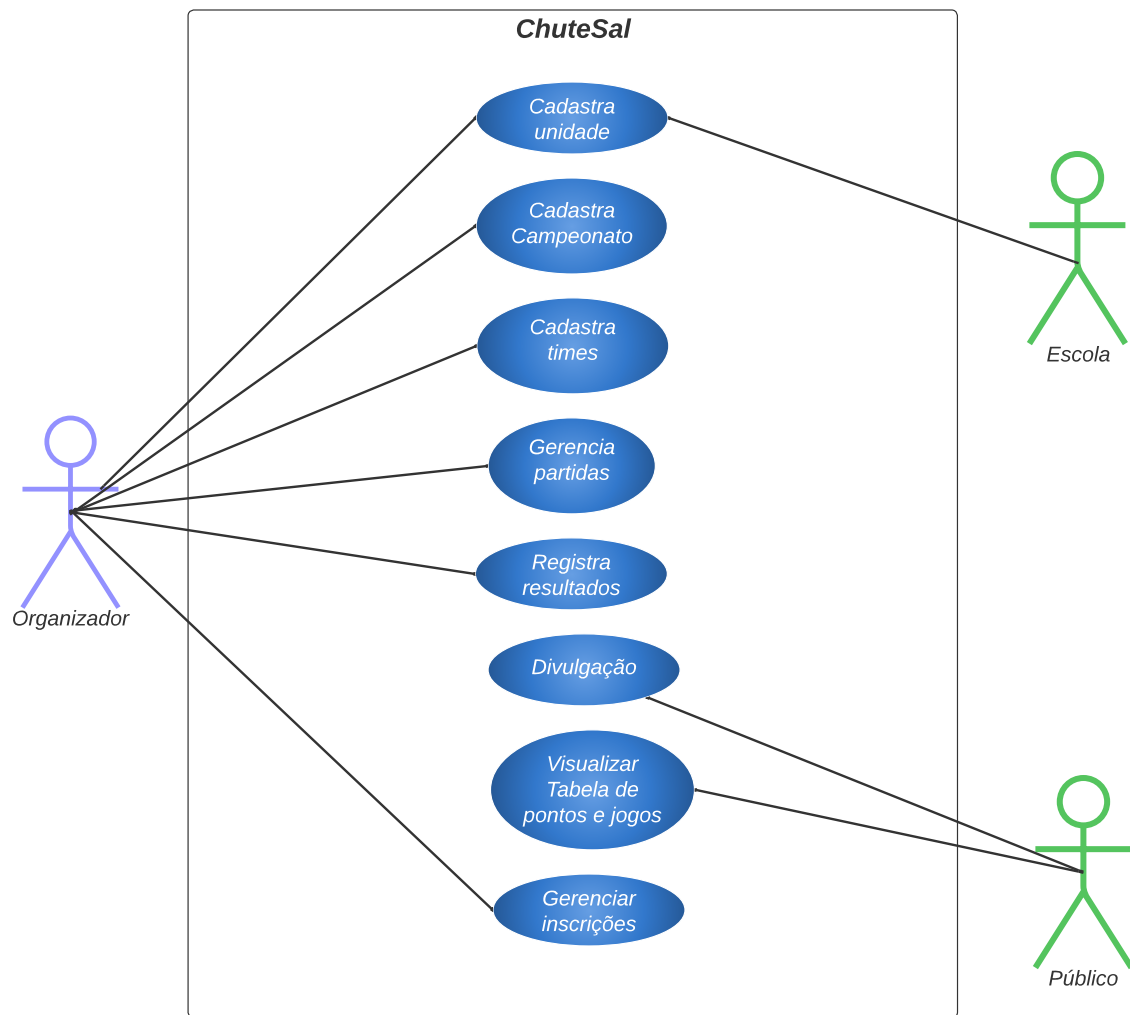 ChuteSal
Cadastra
unidade
Cadastra
Campeonato
Cadastra
times
Gerencia
partidas
Registra
resultados
Divulgação
Visualizar
Tabela de
pontos e jogos
Gerenciar
inscrições
Organizador
Escola
Público